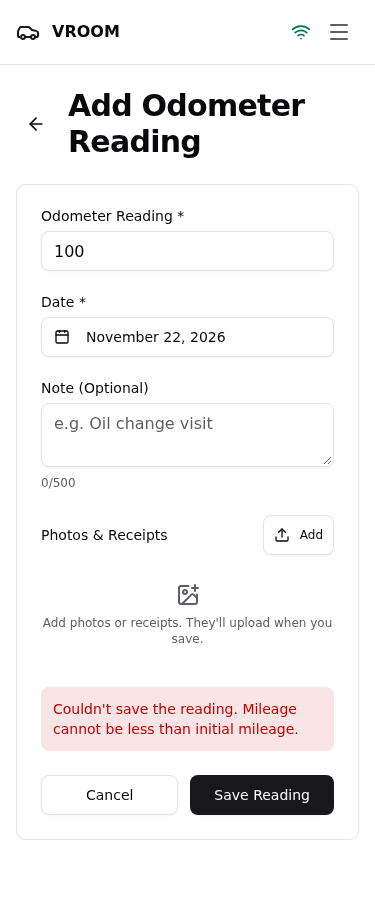 VROOM
Add Odometer
Reading
Odometer Reading *
100
Date *
November 22, 2026
Note (Optional)
e.g. Oil change visit
0/500
Photos & Receipts
Add
Add photos or receipts. They'll upload when you
save.
Couldn't save the reading. Mileage
cannot be less than initial mileage.
Cancel
Save Reading